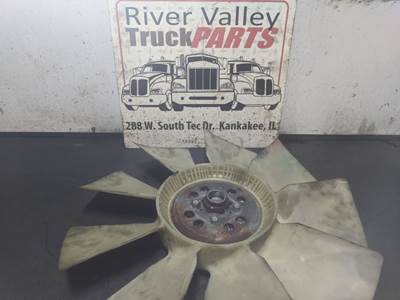 River Valley
TruckPARTS
288 W. South Tec Dr., Kankakee, IL